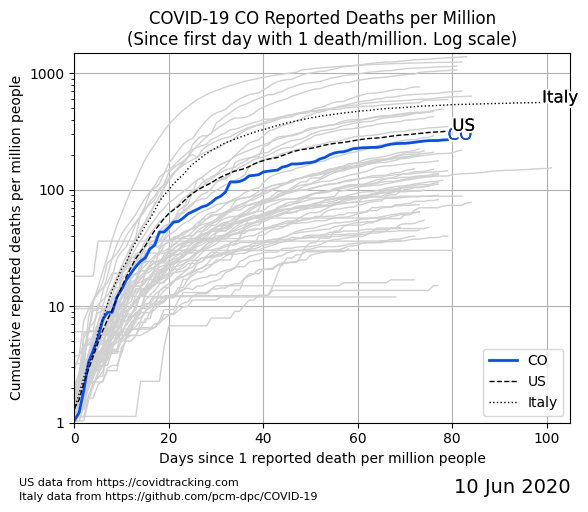 COVID-19 CO Reported Deaths per Million
(Since first day with 1 death/million. Log scale)
Cumulative reported deaths per million people
1000
100
10
1
Italy
US
CO
CO
US
Italy
0 20 40 60 80 100
Days since 1 reported death per million people
US data from https://covidtracking.com
Italy data from https://github.com/pcm-dpc/COVID-19
10 Jun 2020